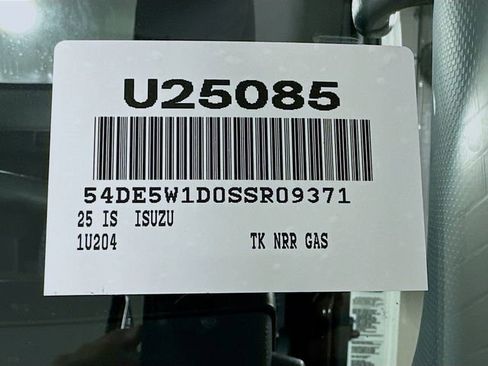 U25085
54DE5W1D0SSR09371
25 IS ISUZU
1U204 TK NRR GAS